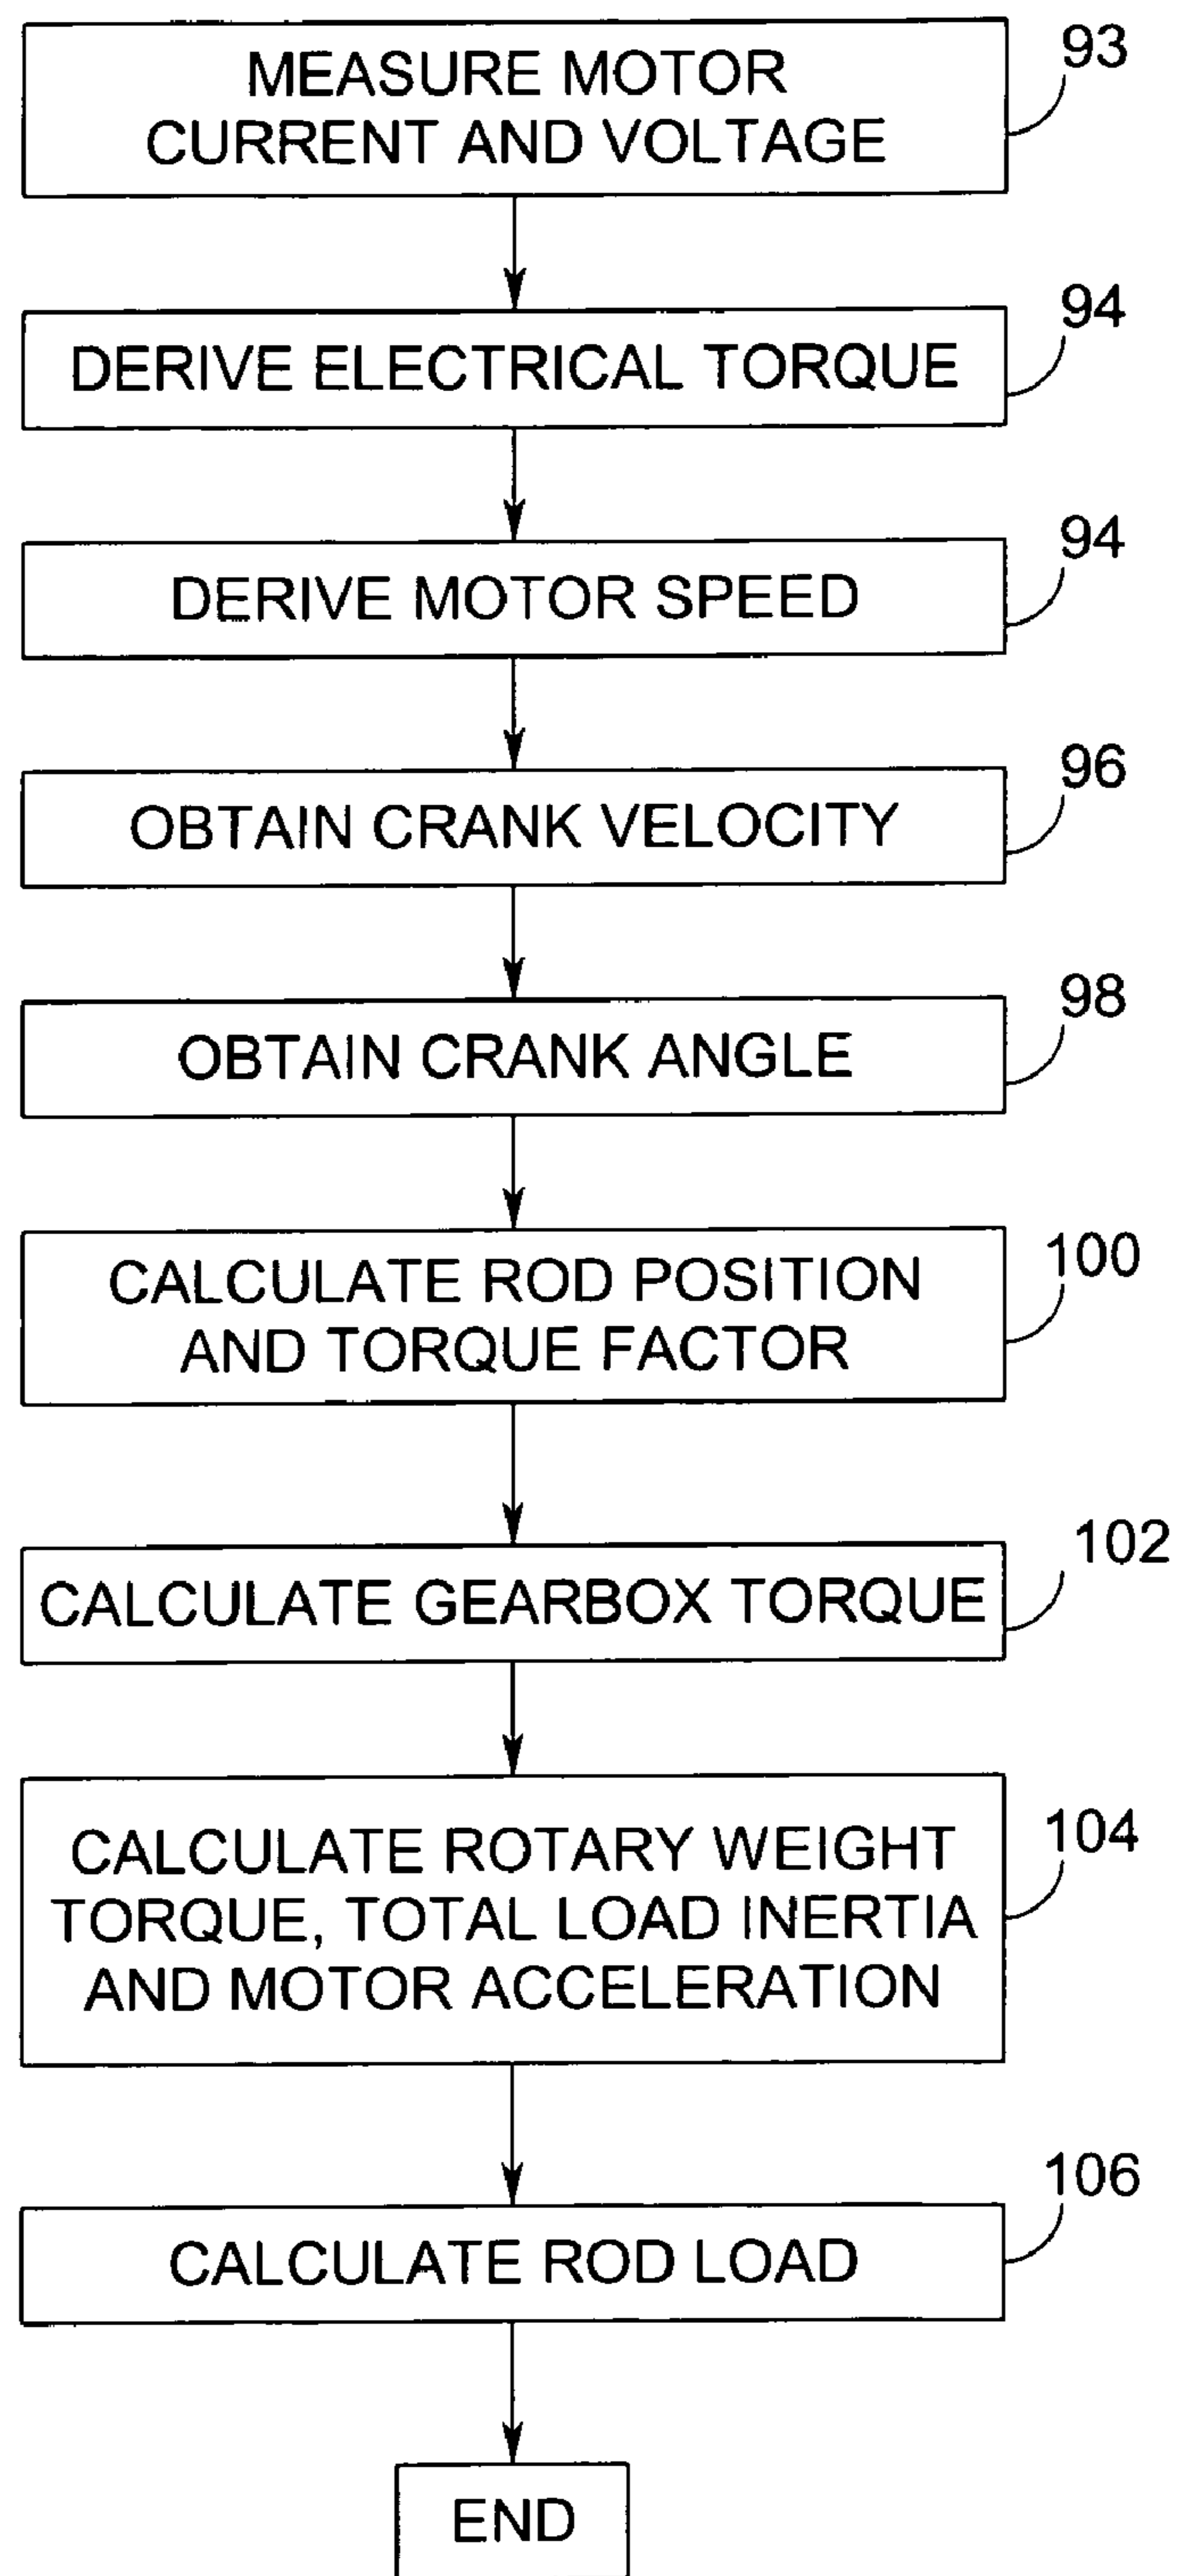 MEASURE MOTOR
CURRENT AND VOLTAGE
93
DERIVE ELECTRICAL TORQUE
94
DERIVE MOTOR SPEED
94
OBTAIN CRANK VELOCITY
96
OBTAIN CRANK ANGLE
98
CALCULATE ROD POSITION
AND TORQUE FACTOR
100
CALCULATE GEARBOX TORQUE
102
CALCULATE ROTARY WEIGHT
TORQUE, TOTAL LOAD INERTIA
AND MOTOR ACCELERATION
104
CALCULATE ROD LOAD
106
END